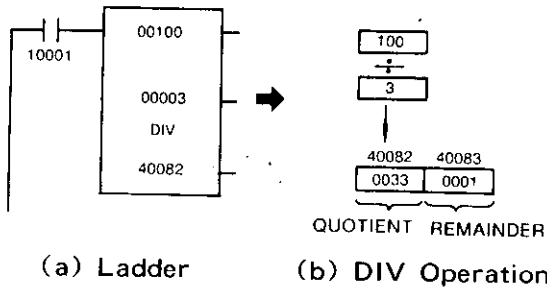 10001
00100
00003
DIV
40082
100
÷
3
40082 40083
0033 0001
QUOTIENT REMAINDER
(a) Ladder
(b) DIV Operation